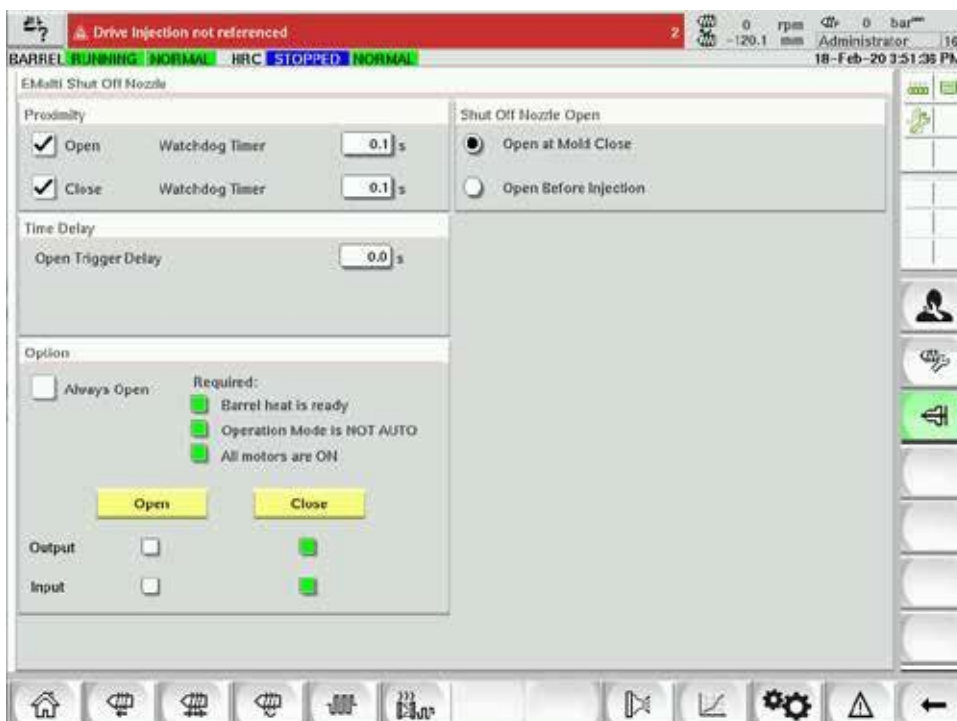 Drive Injection not referenced 2
0 rpm 0 bar
-120.1 mm Administrator 16
BARREL RUNNING NORMAL HRC STOPPED NORMAL 18-Feb-20 3:51:36 PM
EMulti Shut Off Nozzle
Proximity
Open Watchdog Timer 0.1 s
Close Watchdog Timer 0.1 s
Shut Off Nozzle Open
Open at Mold Close
Open Before Injection
Time Delay
Open Trigger Delay 0.0 s
Option
Always Open
Required:
Barrel heat is ready
Operation Mode is NOT AUTO
All motors are ON
Open Close
Output
Input